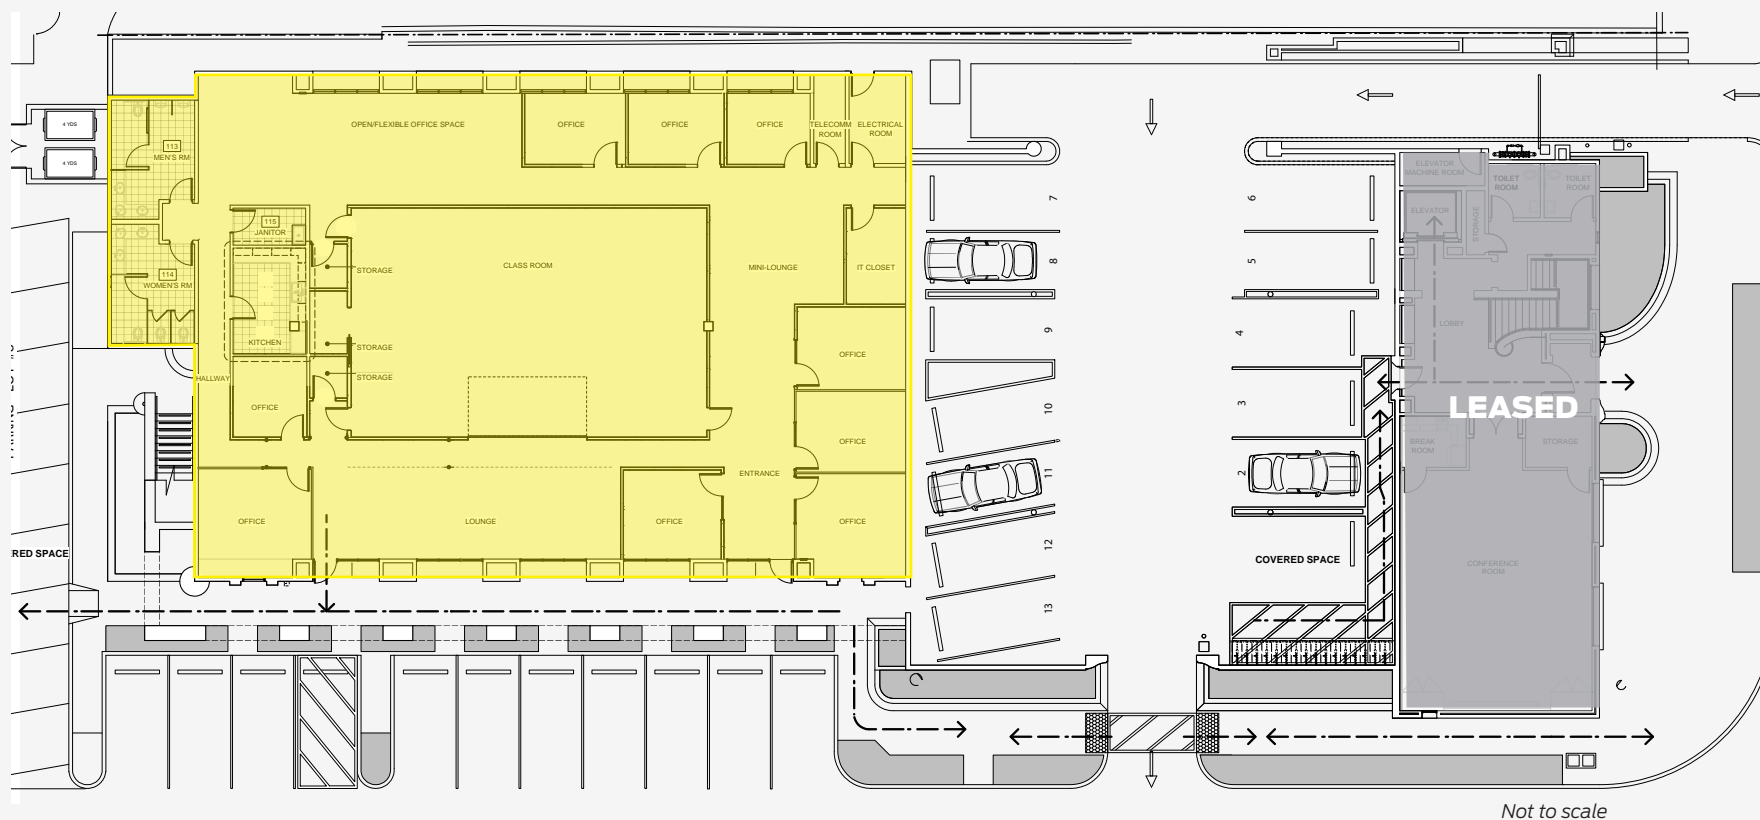 4 YDS
4 YDS
113
MEN'S RM
114
WOMEN'S RM
115
JANITOR
KITCHEN
HALLWAY
OFFICE
OFFICE
OPEN/FLEXIBLE OFFICE SPACE
OFFICE
OFFICE
OFFICE
TELECOMM
ROOM
ELECTRICAL
ROOM
STORAGE
STORAGE
STORAGE
CLASS ROOM
MINI-LOUNGE
IT CLOSET
OFFICE
OFFICE
OFFICE
ENTRANCE
OFFICE
LOUNGE
RED SPACE
7
8
9
10
11
12
13
6
5
4
3
2
COVERED SPACE
ELEVATOR
MACHINE ROOM
TOILET
ROOM
TOILET
ROOM
ELEVATOR
STORAGE
LOBBY
LEASED
BREAK
ROOM
STORAGE
CONFERENCE
ROOM
Not to scale